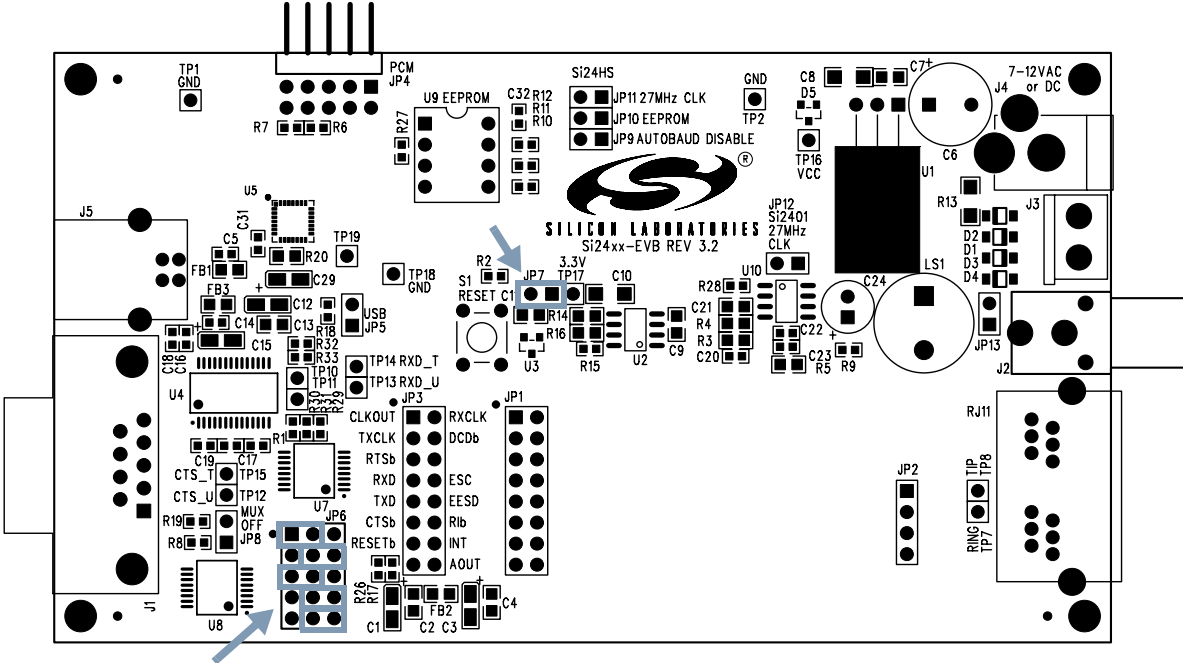 PCM
JP4
TP1
GND
R7
R6
R27
U9 EEPROM
C32
R12
R11
R10
Si24HS
JP11 27MHz CLK
JP10 EEPROM
JP9 AUTOBAUD DISABLE
GND
TP2
C8
D5
TP16
VCC
C7
+
7-12VAC
or DC
J4
C6
U1
R13
J3
D2
D1
D3
D4
®
SILICON LABORATORIES
Si24xx-EVB REV 3.2
JP12
Si2401
27MHz
CLK
U5
J5
C31
C5
FB1
R20
TP19
C29
TP18
GND
FB3
+
C12
C14
C13
C15
+
C18
C16
R18
USB
JP5
R32
R33
R2
S1
RESET
JP7
3.3V
TP17
C10
R14
R16
R15
U3
U2
C9
U10
R28
C21
R4
R3
C20
C22
C23
R5
C24
+
R9
LS1
JP13
J2
TP10
TP11
TP14 RXD_T
TP13 RXD_U
U4
R30
R31
R29
R1
C19
C17
CTS_T
TP15
CTS_U
TP12
MUX
OFF
JP8
R19
R8
U7
JP6
U8
J1
JP3
JP1
CLKOUT
RXCLK
TXCLK
DCDb
RTSb
RXD
ESC
TXD
EESD
CTSb
RIb
RESETb
INT
AOUT
R26
R17
+
C1
C2
FB2
C3
+
C4
JP2
RJ11
TIP
TP8
RING
TP7